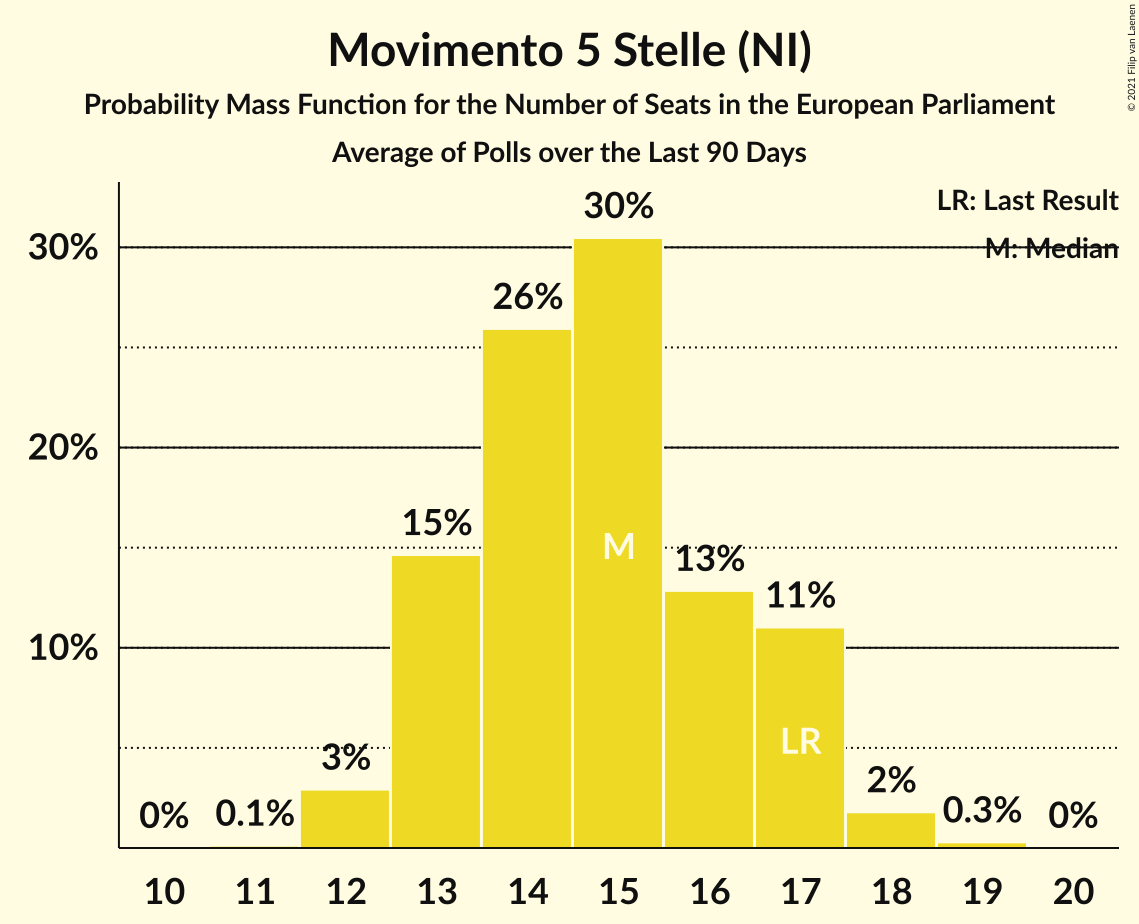 Movimento 5 Stelle (NI)
Probability Mass Function for the Number of Seats in the European Parliament
Average of Polls over the Last 90 Days
© 2021 Filip van Laenen
LR: Last Result
M: Median
30%
20%
10%
0%
0.1%
3%
15%
26%
30%
13%
11%
2%
0.3%
0%
M
LR
10 11 12 13 14 15 16 17 18 19 20